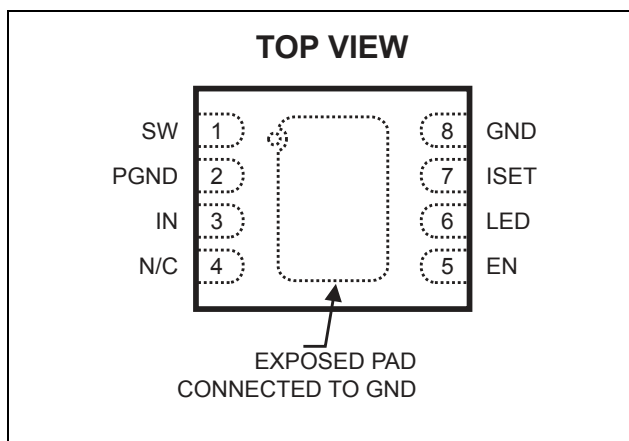 TOP VIEW
SW 1 8 GND
PGND 2 7 ISET
IN 3 6 LED
N/C 4 5 EN
EXPOSED PAD
CONNECTED TO GND